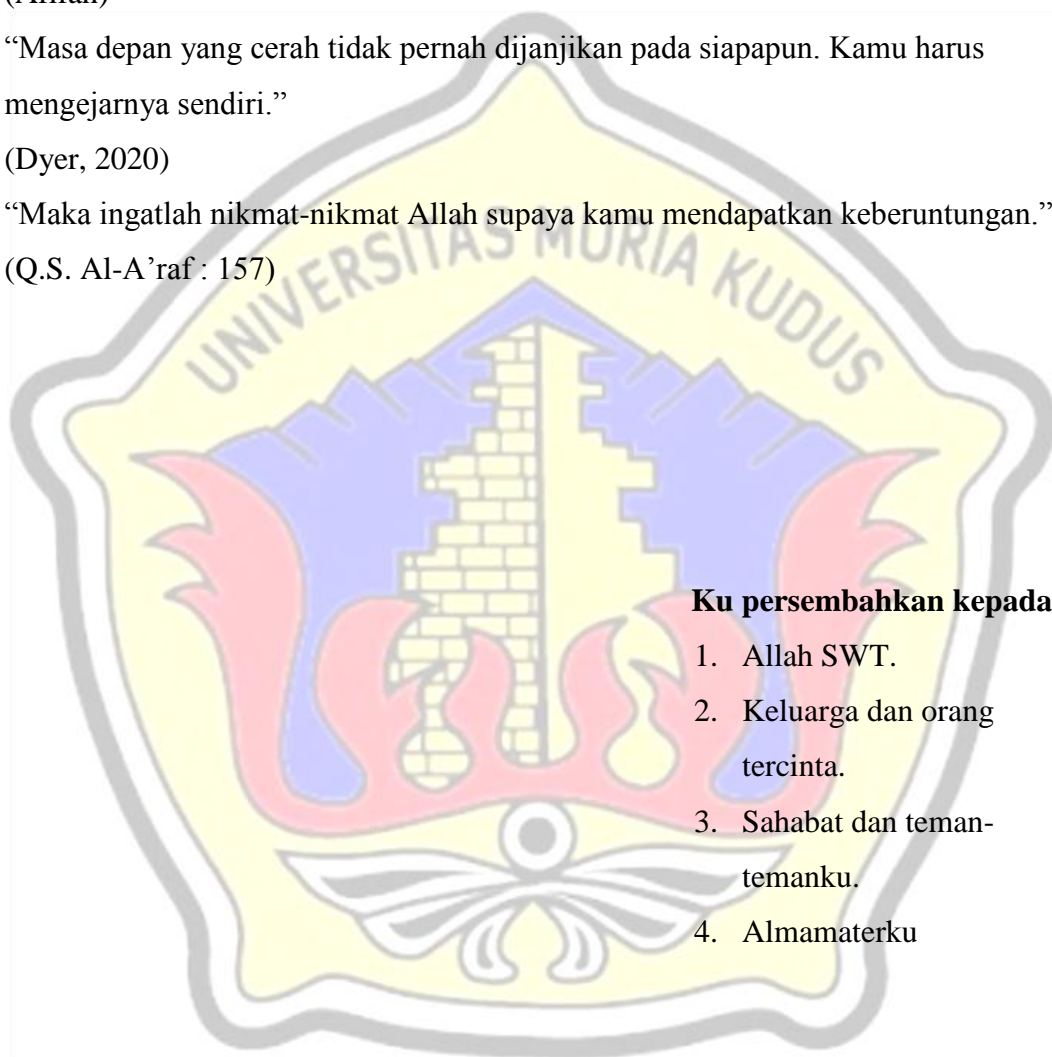 “Masa depan yang cerah tidak pernah dijanjikan pada siapapun. Kamu harus
mengejarnya sendiri.”
(Dyer, 2020)
“Maka ingatlah nikmat-nikmat Allah supaya kamu mendapatkan keberuntungan.”
(Q.S. Al-A’raf : 157)
UNIVERSITAS MURIA KUDUS
Ku persembahkan kepada
1. Allah SWT.
2. Keluarga dan orang
tercinta.
3. Sahabat dan teman-
temanku.
4. Almamaterku